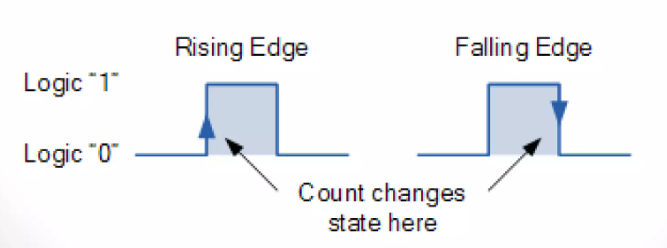 Rising Edge
Falling Edge
Logic "1"
Logic "0"
Count changes
state here